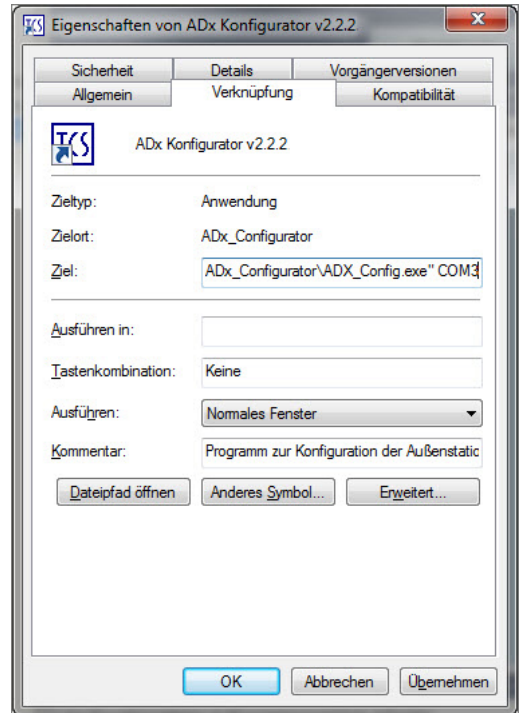 Eigenschaften von ADx Konfigurator v2.2.2
Sicherheit Details Vorgängerversionen
Allgemein Verknüpfung Kompatibilität
TCS ADx Konfigurator v2.2.2
Zieltyp: Anwendung
Zielort: ADx_Configurator
Ziel: ADx_Configurator\ADX_Config.exe" COM3
Ausführen in:
Tastenkombination: Keine
Ausführen: Normales Fenster
Kommentar: Programm zur Konfiguration der Außenstatic
Dateipfad öffnen Anderes Symbol... Erweitert...
OK Abbrechen Übernehmen